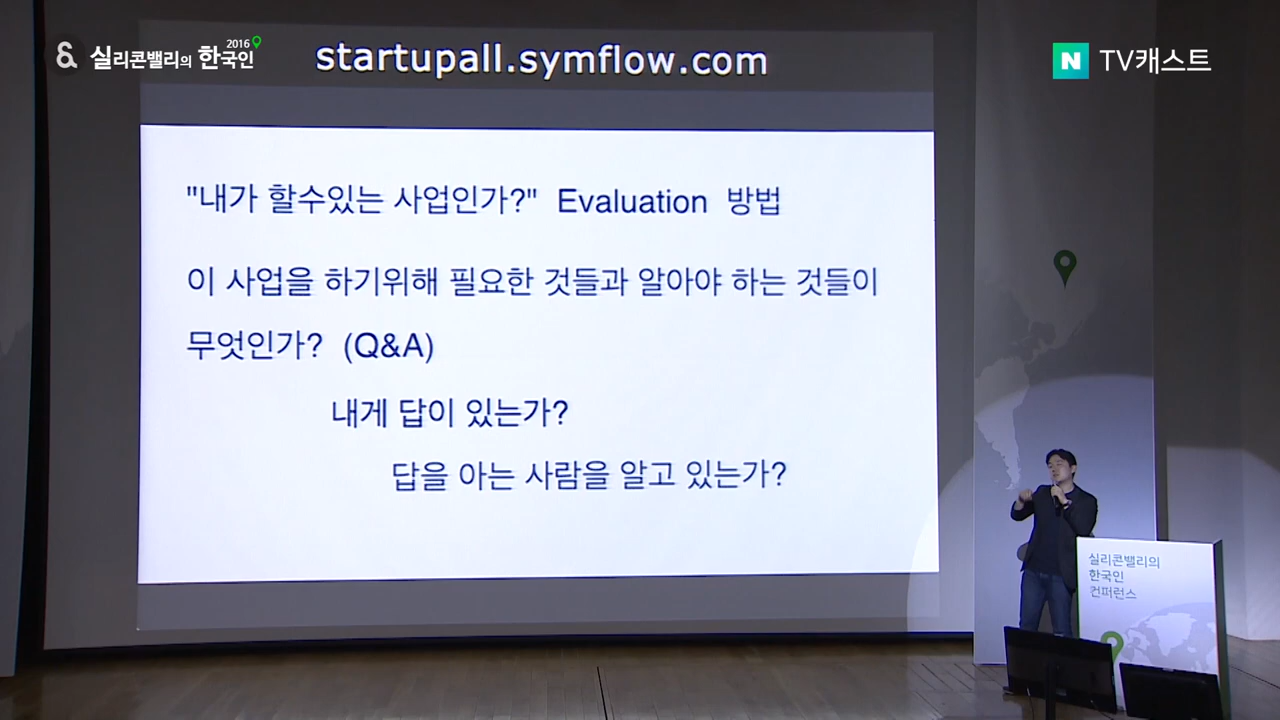 &
실리콘밸리의 한국인 2016
startupall.symflow.com
N TV캐스트
"내가 할수있는 사업인가?" Evaluation 방법
이 사업을 하기위해 필요한 것들과 알아야 하는 것들이
무엇인가? (Q&A)
내게 답이 있는가?
답을 아는 사람을 알고 있는가?
실리콘밸리의
한국인
컨퍼런스